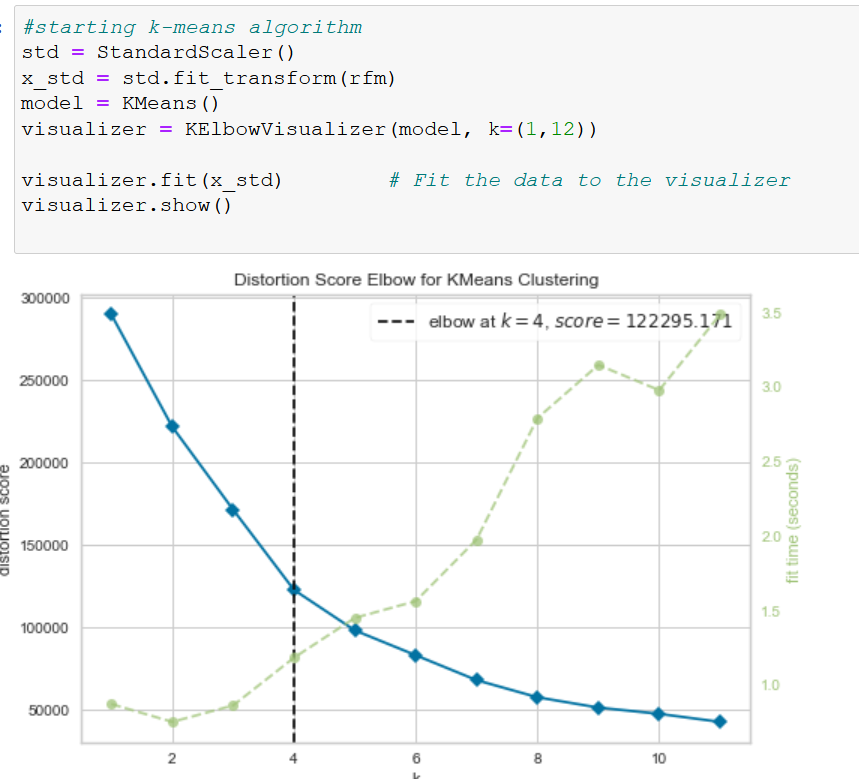 #starting k-means algorithm
std = StandardScaler()
x_std = std.fit_transform(rfm)
model = KMeans()
visualizer = KElbowVisualizer(model, k=(1,12))
visualizer.fit(x_std) # Fit the data to the visualizer
visualizer.show()
Distortion Score Elbow for KMeans Clustering
elbow at k = 4, score = 122295.171
300000
250000
200000
150000
100000
50000
distortion score
3.5
3.0
2.5
2.0
1.5
1.0
fit time (seconds)
2 4 6 8 10
k